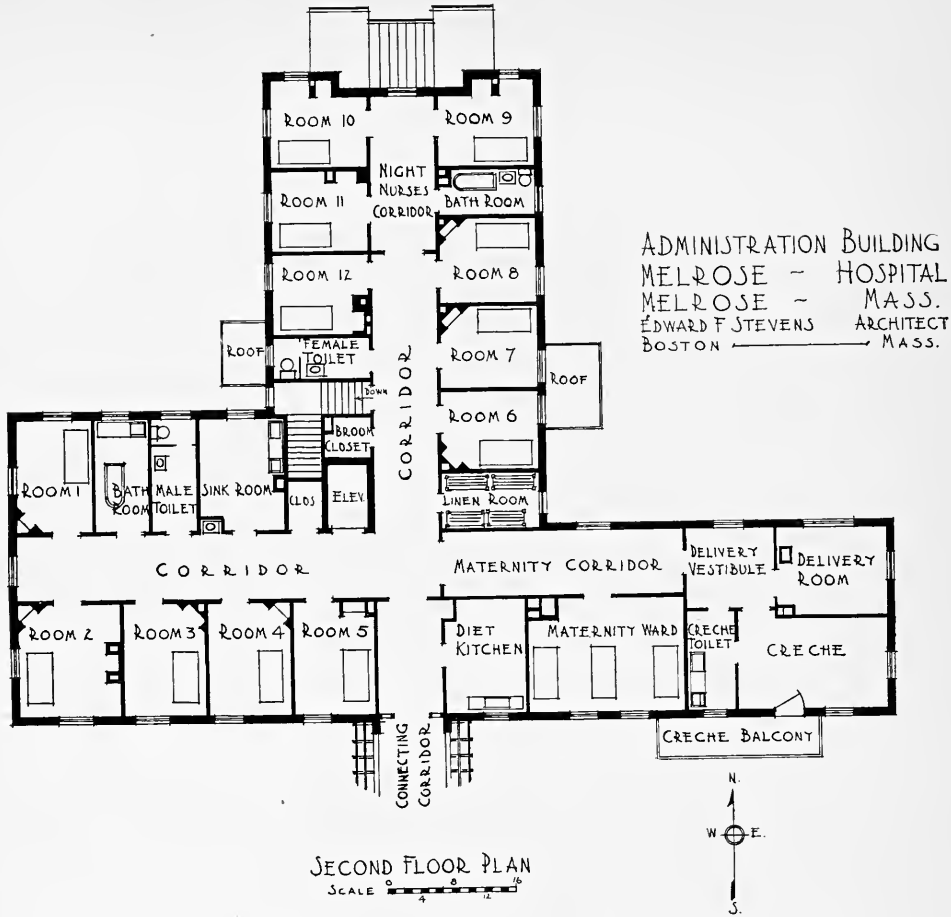 ROOM 10
ROOM 9
NIGHT
NURSES
CORRIDOR
ROOM 11
BATH ROOM
ROOM 12
ROOM 8
ADMINISTRATION BUILDING
MELROSE ~ HOSPITAL
MELROSE ~ MASS.
EDWARD F STEVENS ARCHITECT
BOSTON MASS.
ROOF
FEMALE
TOILET
ROOM 7
ROOF
DOWN
CORRIDOR
ROOM 6
BROOM
CLOSET
ROOM 1
BATH
ROOM
MALE
TOILET
SINK ROOM
CLOS
ELEV.
LINEN ROOM
CORRIDOR
MATERNITY CORRIDOR
DELIVERY
VESTIBULE
DELIVERY
ROOM
ROOM 2
ROOM 3
ROOM 4
ROOM 5
DIET
KITCHEN
MATERNITY WARD
CRECHE
TOILET
CRECHE
CONNECTING
CORRIDOR
CRECHE BALCONY
N.
W E.
S.
SECOND FLOOR PLAN
SCALE 0 8 16
4 12